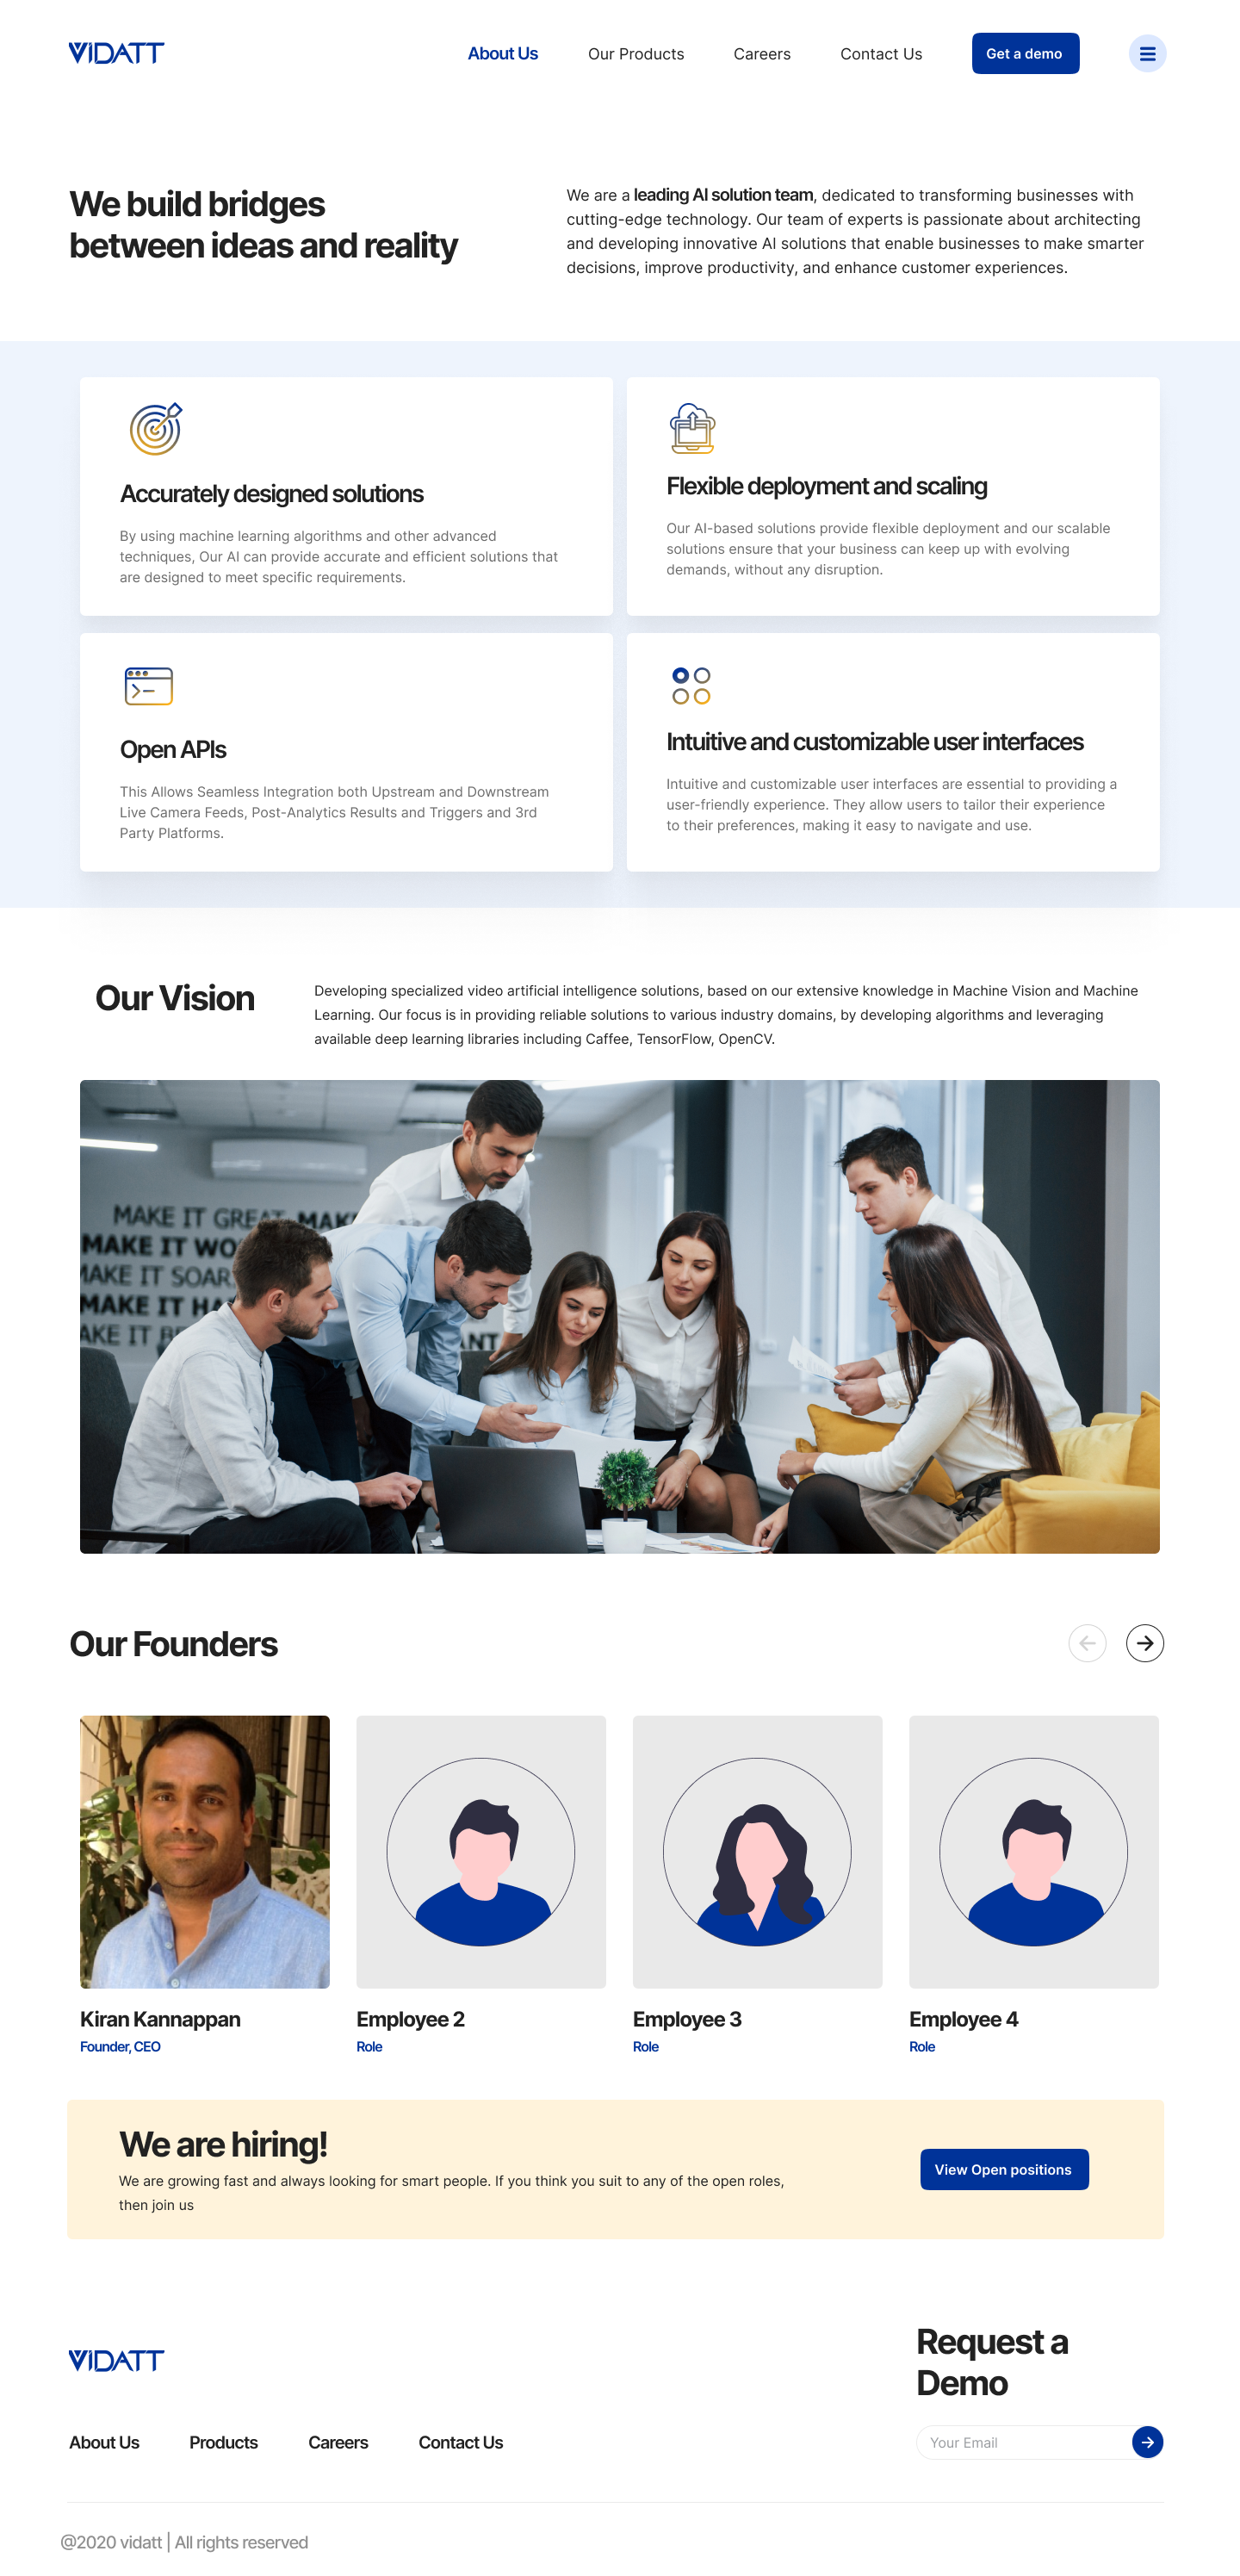 VIDATT
About Us
Our Products
Careers
Contact Us
Get a demo
We build bridges
between ideas and reality
We are a leading AI solution team, dedicated to transforming businesses with
cutting-edge technology. Our team of experts is passionate about architecting
and developing innovative AI solutions that enable businesses to make smarter
decisions, improve productivity, and enhance customer experiences.
Accurately designed solutions
By using machine learning algorithms and other advanced
techniques, Our AI can provide accurate and efficient solutions that
are designed to meet specific requirements.
Flexible deployment and scaling
Our AI-based solutions provide flexible deployment and our scalable
solutions ensure that your business can keep up with evolving
demands, without any disruption.
Open APIs
This Allows Seamless Integration both Upstream and Downstream
Live Camera Feeds, Post-Analytics Results and Triggers and 3rd
Party Platforms.
Intuitive and customizable user interfaces
Intuitive and customizable user interfaces are essential to providing a
user-friendly experience. They allow users to tailor their experience
to their preferences, making it easy to navigate and use.
Our Vision
Developing specialized video artificial intelligence solutions, based on our extensive knowledge in Machine Vision and Machine
Learning. Our focus is in providing reliable solutions to various industry domains, by developing algorithms and leveraging
available deep learning libraries including Caffee, TensorFlow, OpenCV.
MAKE IT GREAT MAK
MAKE IT WO
MAKE IT SOAR
MAKE IT HA
AKE IT B
ANT
Our Founders
Kiran Kannappan
Founder, CEO
Employee 2
Role
Employee 3
Role
Employee 4
Role
We are hiring!
We are growing fast and always looking for smart people. If you think you suit to any of the open roles,
then join us
View Open positions
VIDATT
About Us
Products
Careers
Contact Us
Request a
Demo
Your Email
@2020 vidatt | All rights reserved